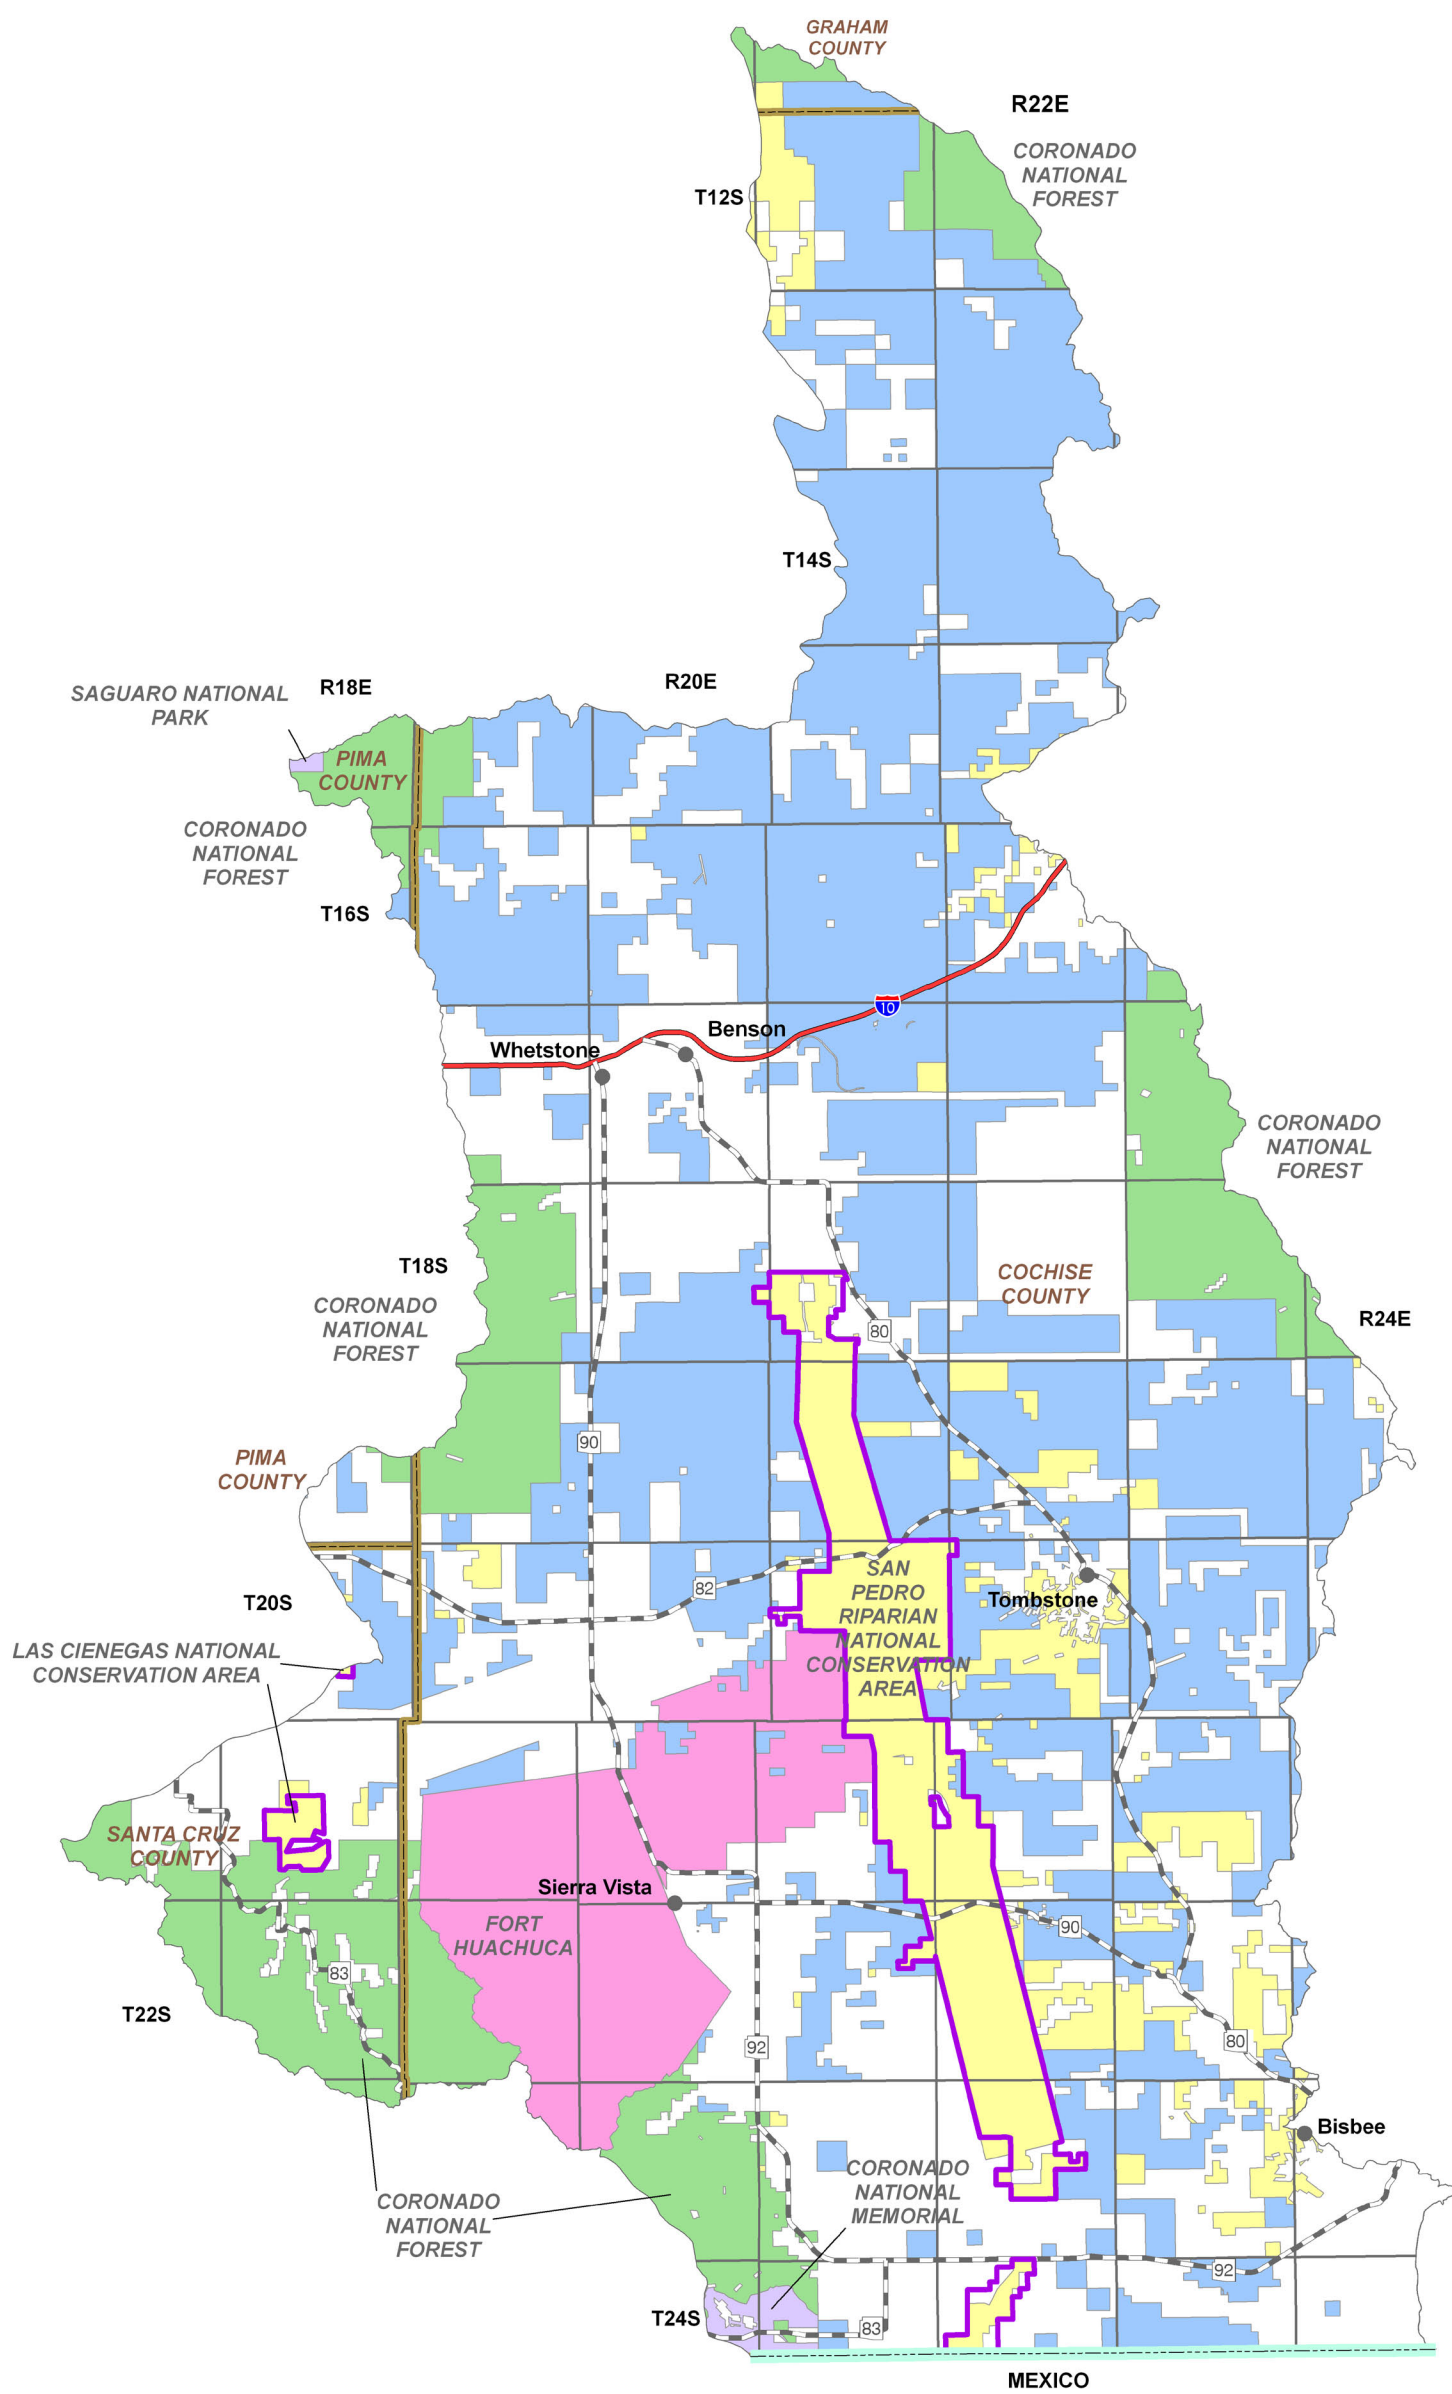 GRAHAM
COUNTY
R22E
CORONADO
NATIONAL
FOREST
T12S
T14S
R20E
R18E
SAGUARO NATIONAL
PARK
PIMA
COUNTY
CORONADO
NATIONAL
FOREST
T16S
10
Benson
Whetstone
CORONADO
NATIONAL
FOREST
T18S
COCHISE
COUNTY
CORONADO
NATIONAL
FOREST
R24E
80
90
PIMA
COUNTY
SAN
PEDRO
RIPARIAN
NATIONAL
CONSERVATION
AREA
82
Tombstone
T20S
LAS CIENEGAS NATIONAL
CONSERVATION AREA
SANTA CRUZ
COUNTY
Sierra Vista
FORT
HUACHUCA
90
83
T22S
92
80
Bisbee
CORONADO
NATIONAL
MEMORIAL
CORONADO
NATIONAL
FOREST
92
T24S
83
MEXICO